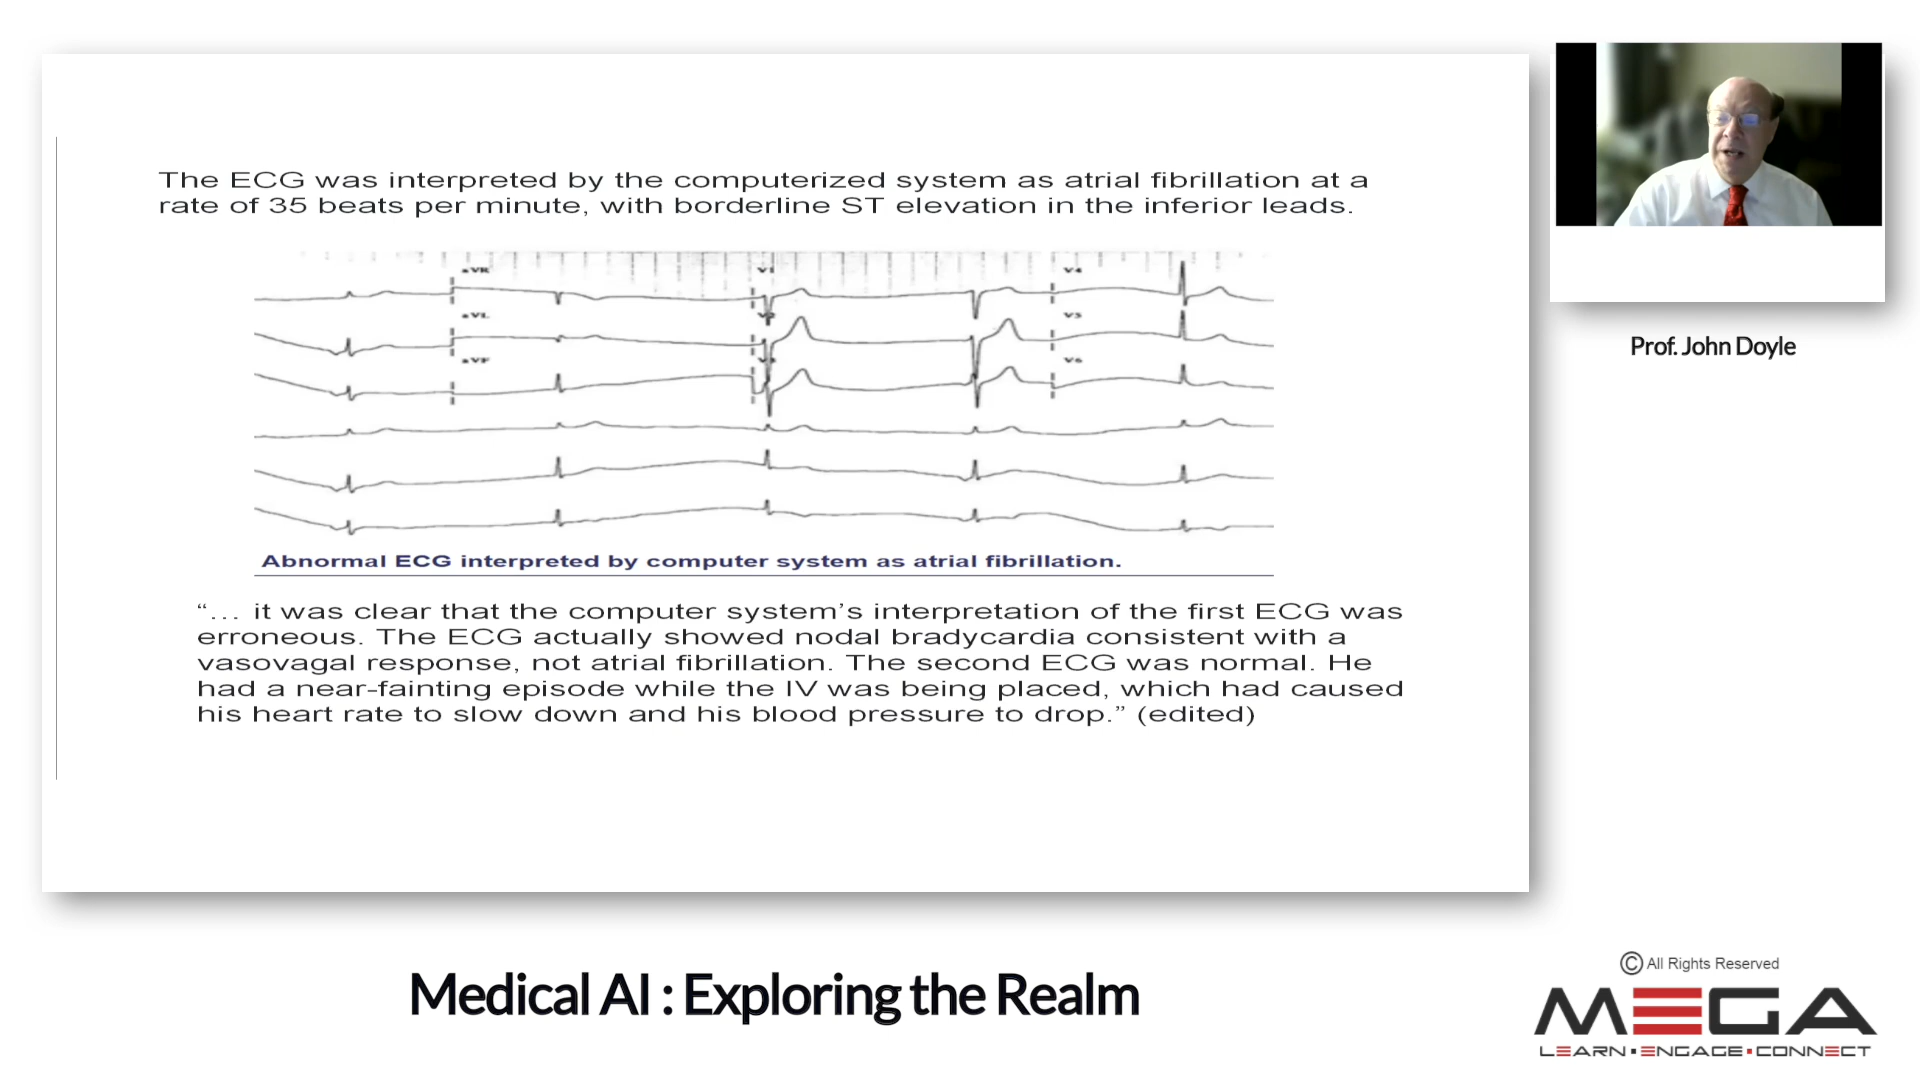 The ECG was interpreted by the computerized system as atrial fibrillation at a
rate of 35 beats per minute, with borderline ST elevation in the inferior leads.
aVR
V1
V4
aVL
V2
V5
aVF
V3
V6
Abnormal ECG interpreted by computer system as atrial fibrillation.
“... it was clear that the computer system’s interpretation of the first ECG was
erroneous. The ECG actually showed nodal bradycardia consistent with a
vasovagal response, not atrial fibrillation. The second ECG was normal. He
had a near-fainting episode while the IV was being placed, which had caused
his heart rate to slow down and his blood pressure to drop.” (edited)
Prof. John Doyle
Medical AI : Exploring the Realm
© All Rights Reserved
MEGA
LEARN▪ENGAGE▪CONNECT